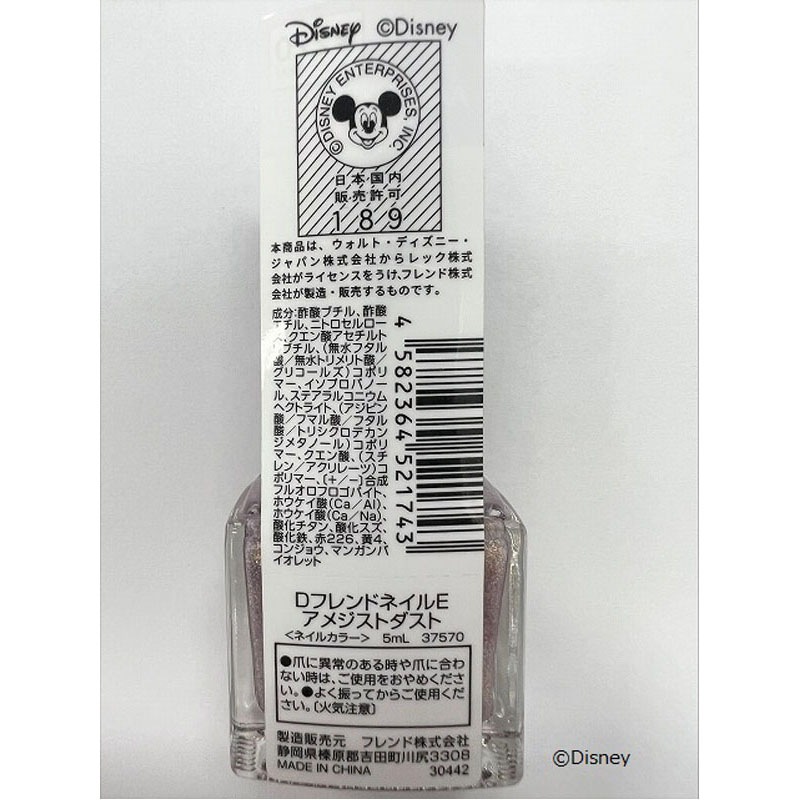 Disney ©Disney
©DISNEY ENTERPRISES, INC.
日本国内
販売許可
189
本商品は、ウォルト・ディズニー・
ジャパン株式会社からレック株式
会社がライセンスをうけ、フレンド株式
会社が製造・販売するものです。
成分:酢酸ブチル、酢酸
エチル、ニトロセルロー
ス、クエン酸アセチルト
リブチル、(無水フタル
酸/無水トリメリト酸/
グリコールズ)コポリ
マー、イソプロパノー
ル、ステアラルコニウム
ヘクトライト、(アジピン
酸/フマル酸/フタル
酸/トリシクロデカン
ジメタノール)コポリ
マー、クエン酸、(スチ
レン/アクリレーツ)コ
ポリマー、[+/-]合成
フルオロフロゴパイト、
ホウケイ酸(Ca/Al)、
ホウケイ酸(Ca/Na)、
酸化チタン、酸化スズ、
酸化鉄、赤226、黄4、
コンジョウ、マンガンバ
イオレット
4 582364 521743
DフレンドネイルE
アメジストダスト
<ネイルカラー> 5mL 37570
●爪に異常のある時や爪に合わ
ない時は、ご使用をおやめくださ
い。●よく振ってからご使用くだ
さい。[火気注意]
製造販売元 フレンド株式会社
静岡県榛原郡吉田町川尻3308
MADE IN CHINA 30442
©Disney